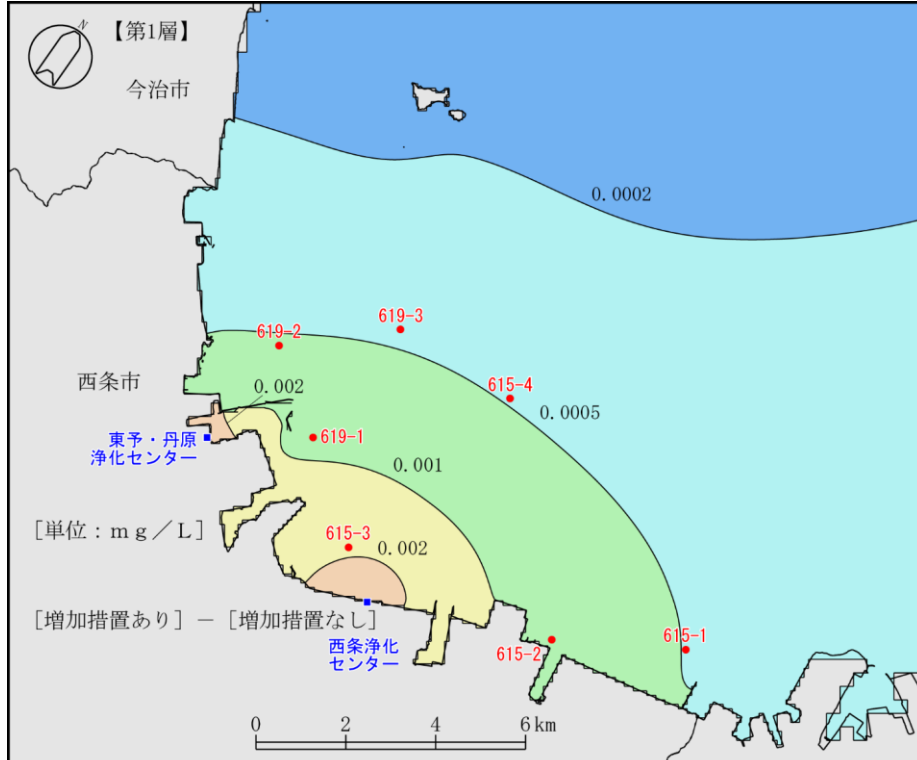 N
【第1層】
今治市
0.0002
619-3
619-2
615-4
西条市
0.002
0.0005
東予・丹原
浄化センター
619-1
0.001
[単位：ｍｇ／Ｌ]
615-3
0.002
[増加措置あり] － [増加措置なし]
西条浄化
センター
615-2
615-1
0
2
4
6km